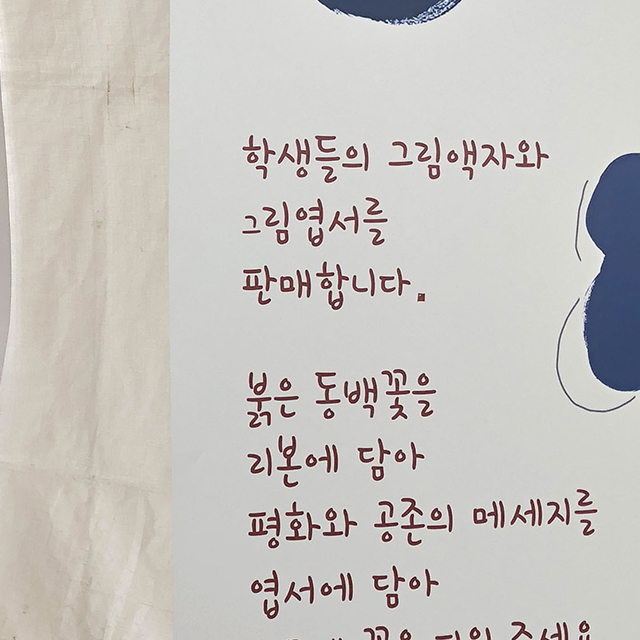 학생들의 그림액자와
그림엽서를
판매합니다.
붉은 동백꽃을
리본에 담아
평화와 공존의 메세지를
엽서에 담아